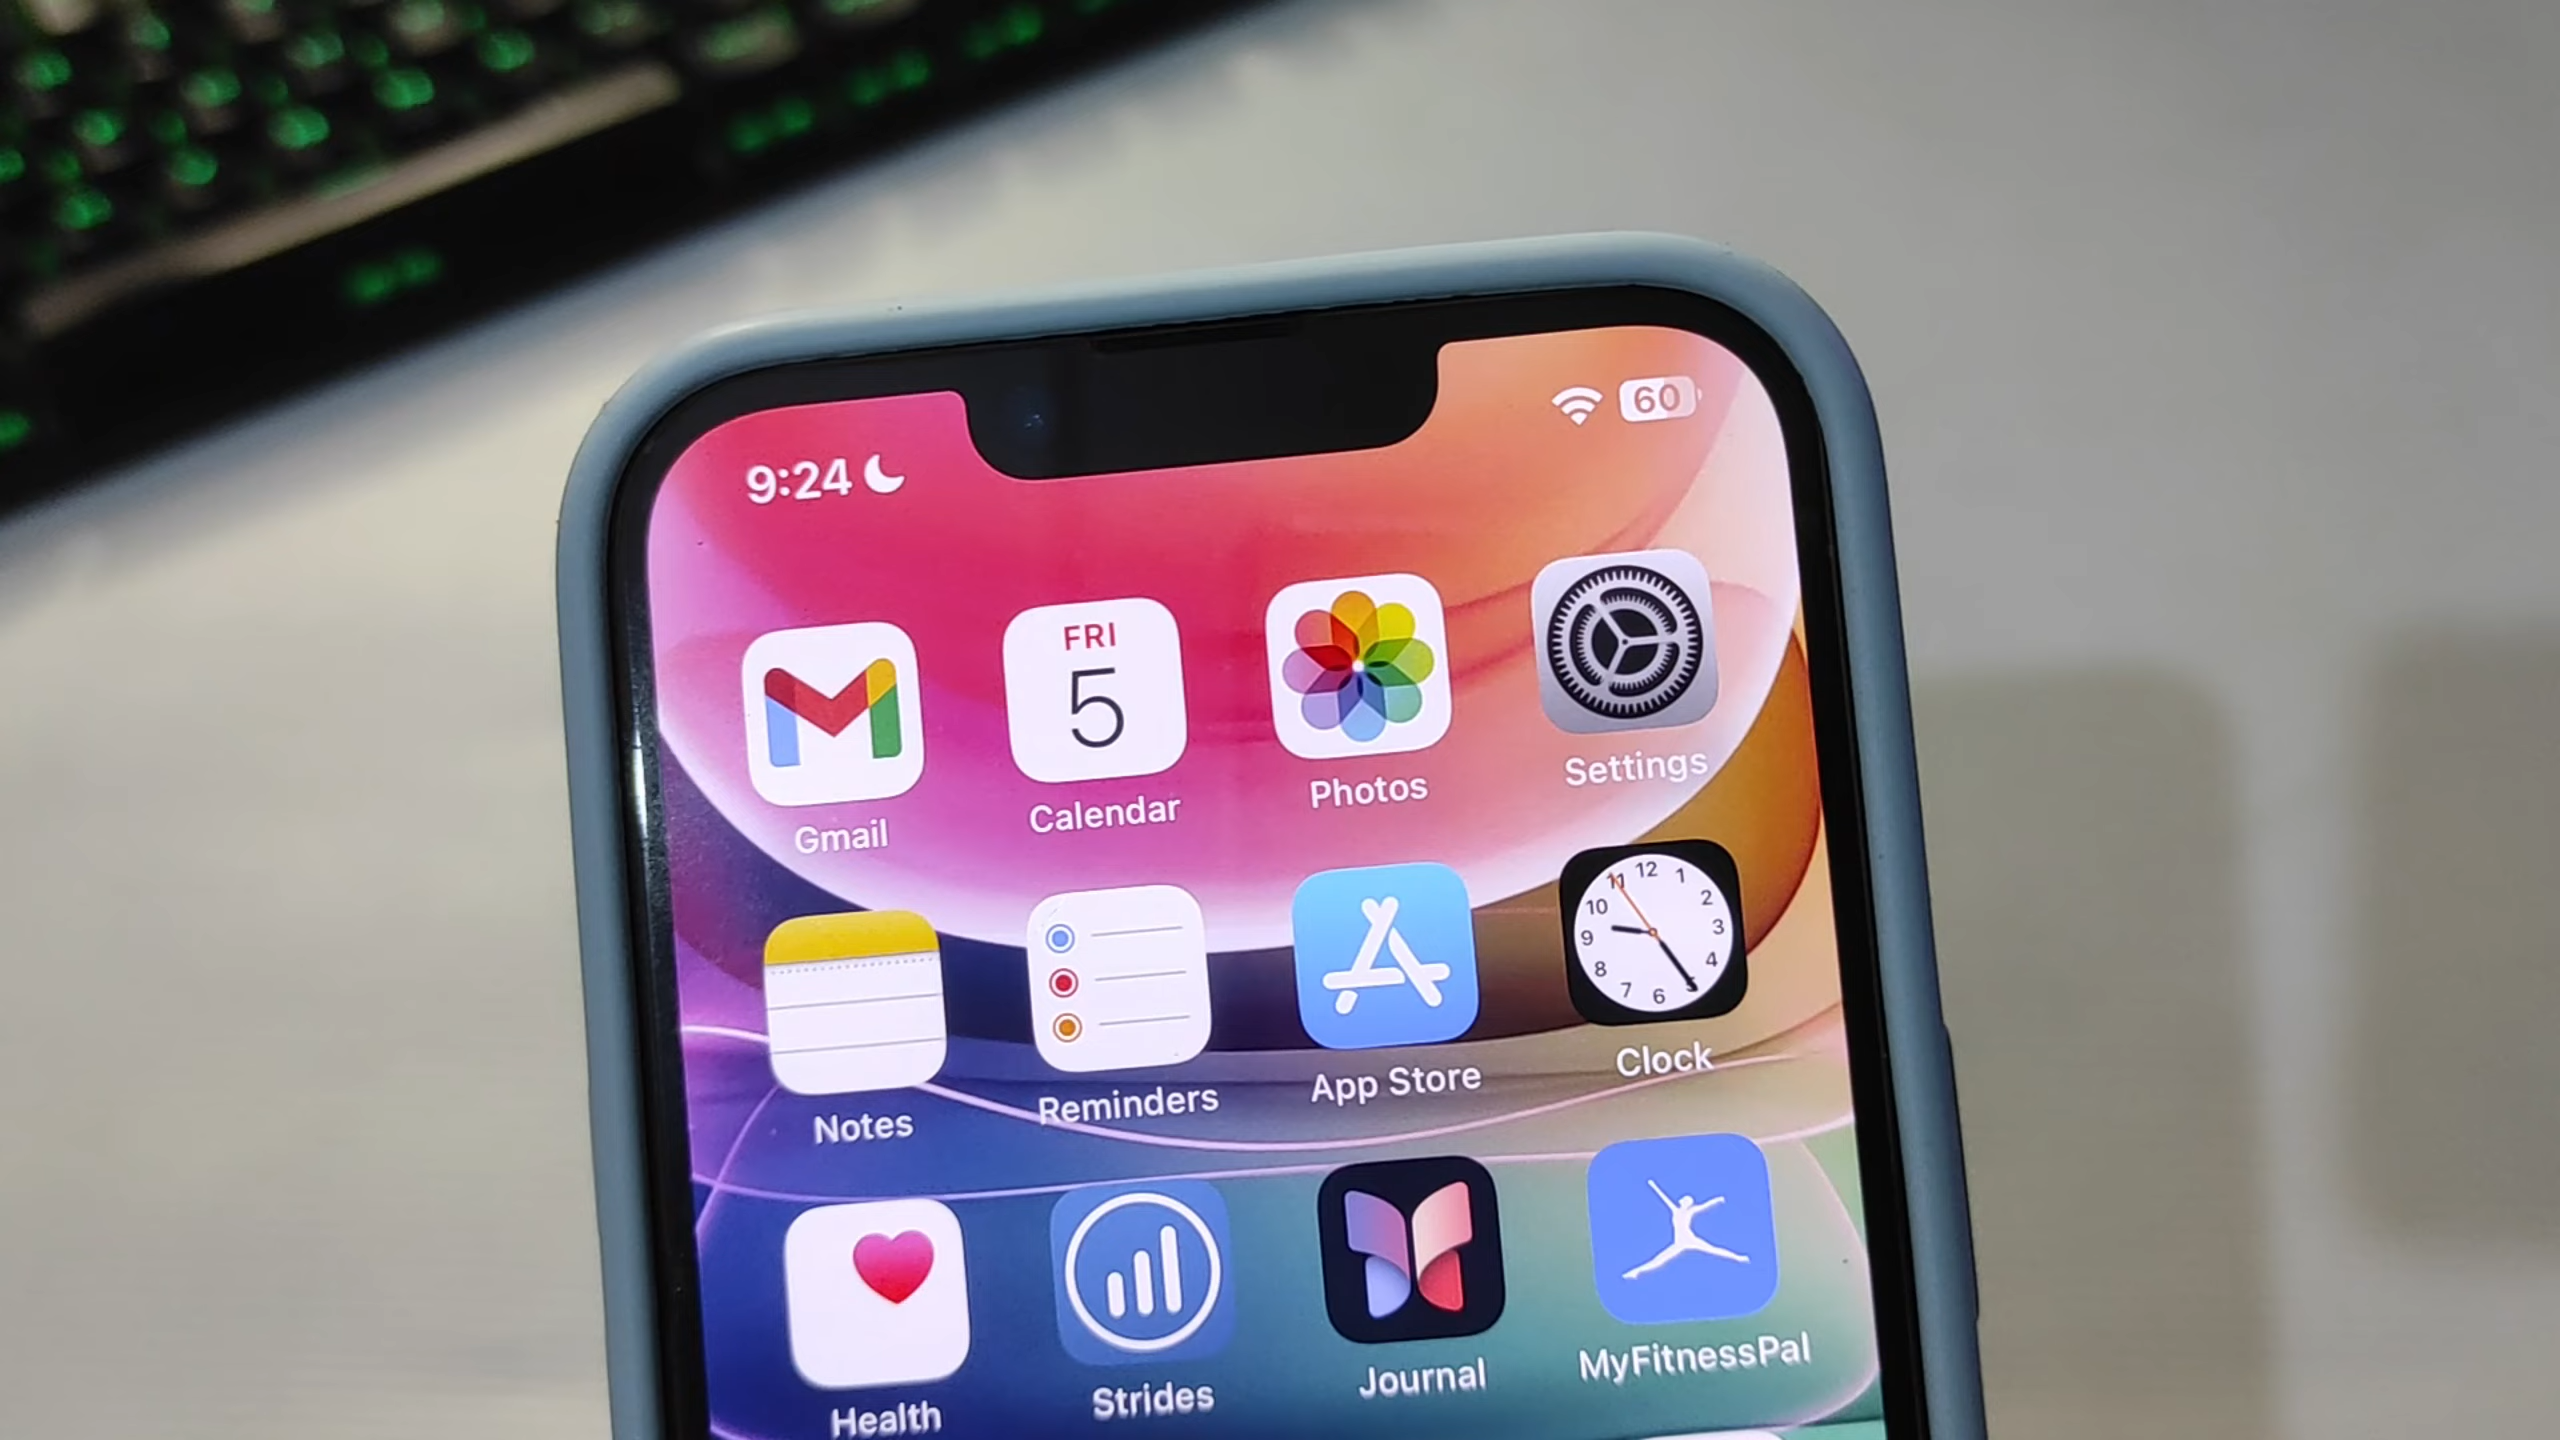 9:24
60
FRI
5
Gmail
Calendar
Photos
Settings
12
1
2
3
4
5
6
7
8
9
10
11
Notes
Reminders
App Store
Clock
Health
Strides
Journal
MyFitnessPal